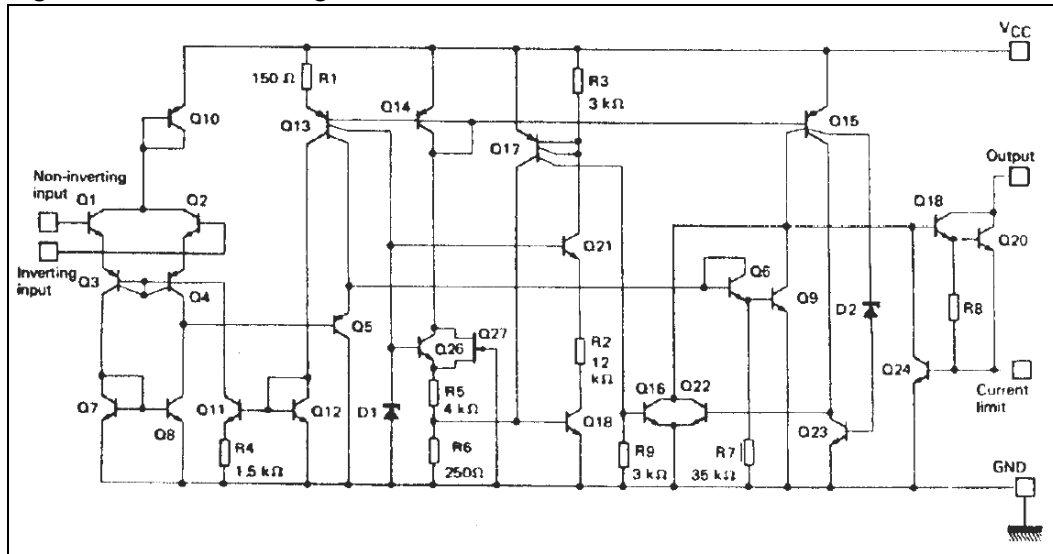 VCC
150 Ω R1
R3
3 kΩ
Q10
Q13
Q14
Q17
Q15
Output
Non-inverting
input
Q1
Q2
Q18
Q20
Q21
Inverting
input
Q3
Q4
Q6
Q9
D2
R8
Q5
Q26
Q27
R2
12
kΩ
Q24
Current
limit
R5
4 kΩ
Q16
Q22
Q7
Q8
Q11
Q12
D1
Q18
Q23
R4
1.5 kΩ
R6
250Ω
R9
3 kΩ
R7
35 kΩ
GND